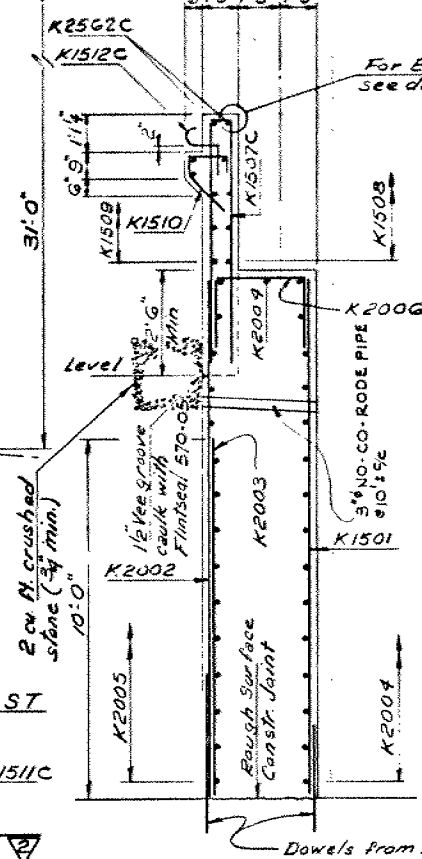 K2562C
K1512C
For E
see d
1'-1¼"
2"
9"
6"
K1509
K1510
K1507C
K1508
31'-0"
2'-6"
Min
K2004
K2006
Level
3"ø NO-CO-RODE PIPE
@10'± c/c
1½" Vee groove
caulk with
Flintseal 570-05
K2003
K1501
2 cu. ft. crushed
stone (¾" min.)
10'-0"
K2002
K2005
Rough Surface
Constr. Joint
K2004
ST
1511C
2
Dowels from